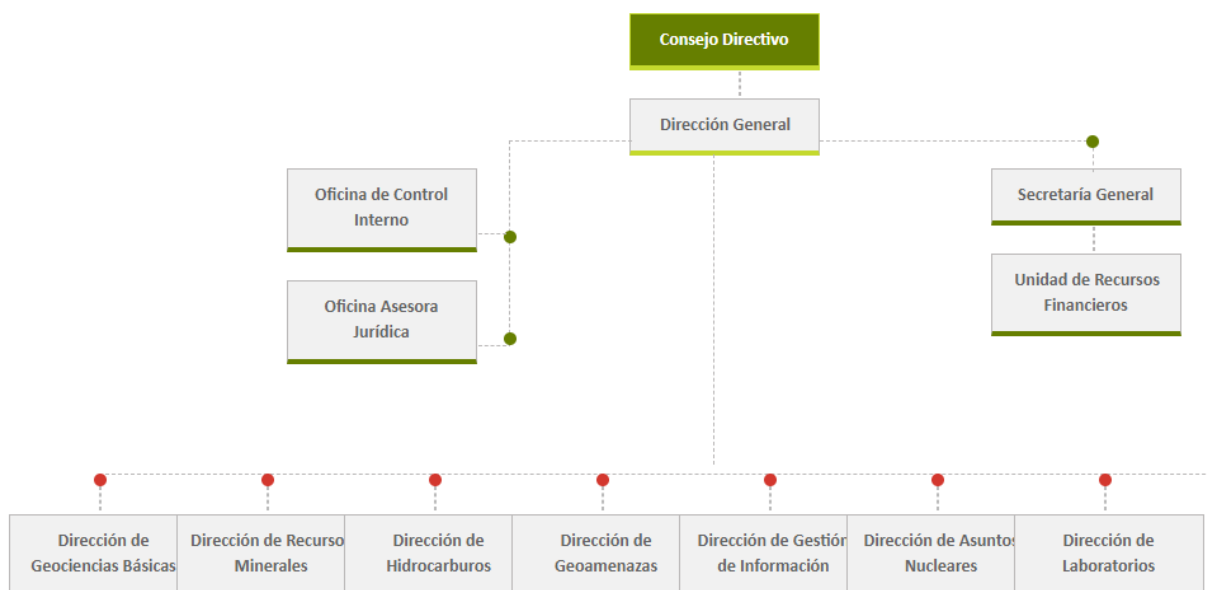 Consejo Directivo
Dirección General
Oficina de Control
Interno
Oficina Asesora
Jurídica
Secretaría General
Unidad de Recursos
Financieros
Dirección de
Geociencias Básicas
Dirección de Recurso
Minerales
Dirección de
Hidrocarburos
Dirección de
Geoamenazas
Dirección de Gestión
de Información
Dirección de Asuntos
Nucleares
Dirección de
Laboratorios